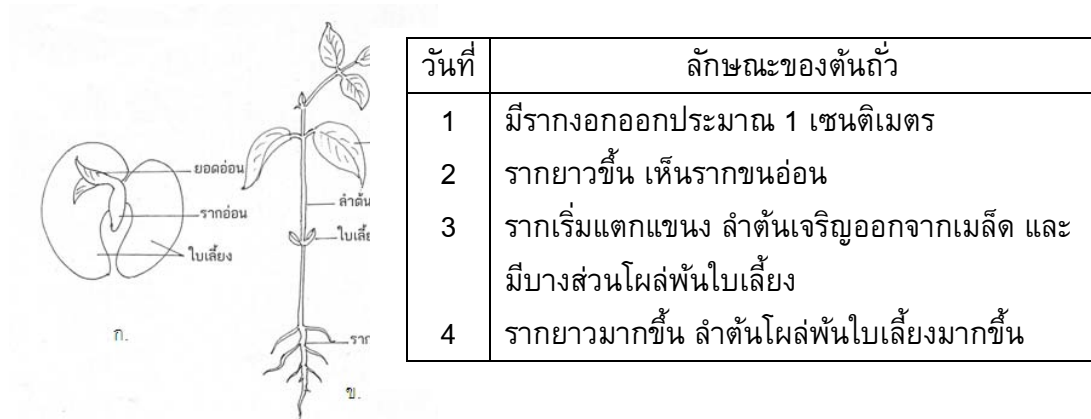 ยอดอ่อน
รากอ่อน
ใบเลี้ยง
ก.
ลำต้น
ข.
วันที่ ลักษณะของต้นถั่ว
1 มีรากงอกออกประมาณ 1 เซนติเมตร
2 รากยาวขึ้น เห็นรากขนอ่อน
3 รากเริ่มแตกแขนง ลำต้นเจริญออกจากเมล็ด และ
มีบางส่วนโผล่พ้นใบเลี้ยง
4 รากยาวมากขึ้น ลำต้นโผล่พ้นใบเลี้ยงมากขึ้น